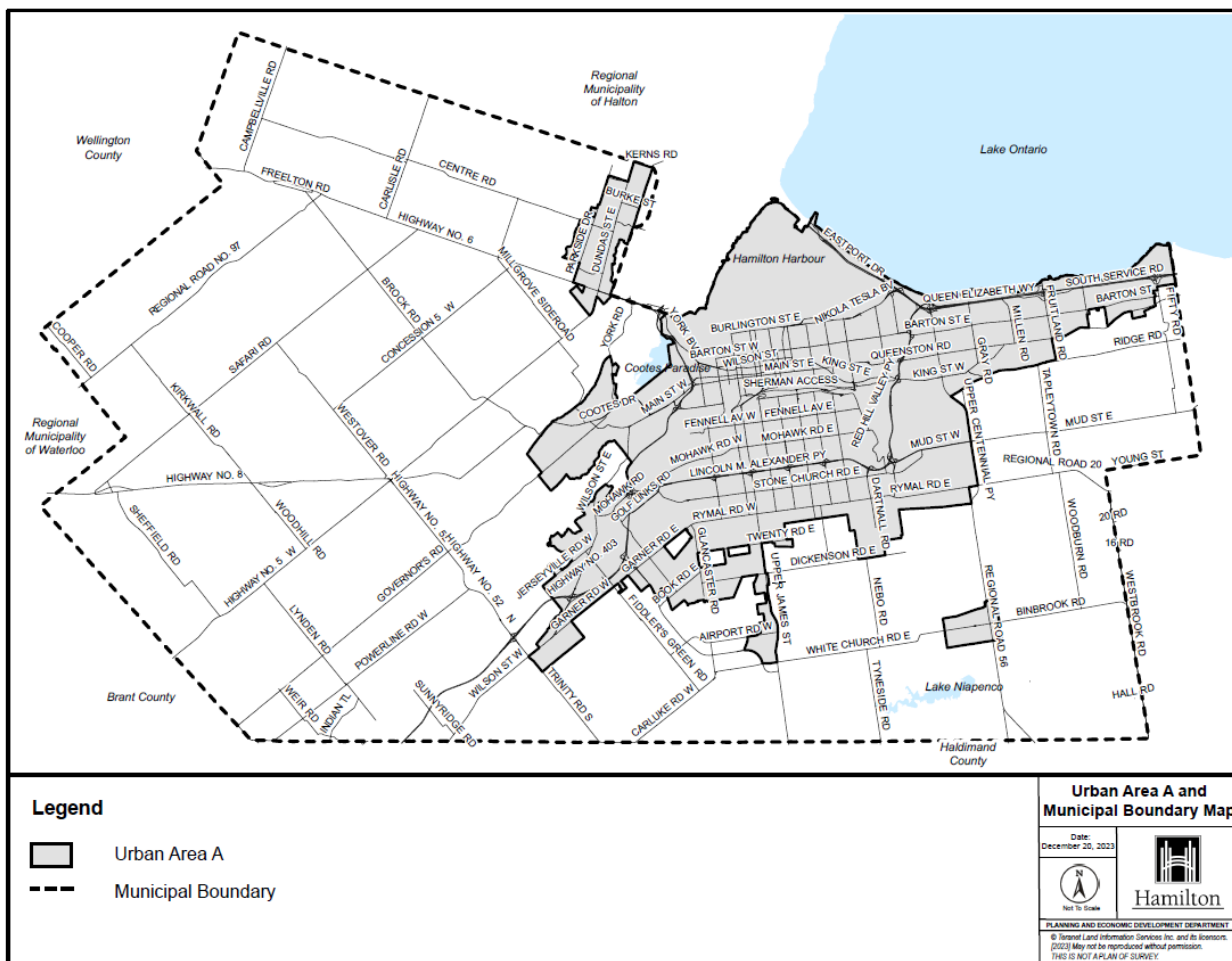 Regional
Municipality
of Halton
Wellington
County
Lake Ontario
CAMPBELLVILLE RD
FREELTON RD
CARLISLE RD
CENTRE RD
HIGHWAY NO. 6
KERNS RD
BURKE ST
PARKSIDE DR
DUNDAS ST E
MILLGROVE SIDEROAD
REGIONAL ROAD NO. 97
BROCK RD
CONCESSION 5 W
YORK RD
YORK BV
Hamilton Harbour
EASTPORT DR
NIKOLA TESLA BV
BURLINGTON ST E
QUEEN ELIZABETH WY
SOUTH SERVICE RD
FRUITLAND RD
BARTON ST
FIFTY RD
COOPER RD
SAFARI RD
KIRKWALL RD
WESTOVER RD
Cootes Paradise
BARTON ST W
WILSON ST
MAIN ST E
KING ST E
BARTON ST E
QUEENSTON RD
MILLEN RD
GRAY RD
RIDGE RD
SHERMAN ACCESS
KING ST W
COOTES DR
MAIN ST W
RED HILL VALLEY PY
FENNELL AV W
FENNELL AV E
UPPER CENTENNIAL PY
TAPLEYTOWN RD
MUD ST E
Regional
Municipality
of Waterloo
MOHAWK RD W
MOHAWK RD E
MUD ST W
HIGHWAY NO. 8
WILSON ST E
MOHAWK RD
GOLF LINKS RD
LINCOLN M. ALEXANDER PY
STONE CHURCH RD E
REGIONAL ROAD 20
YOUNG ST
SHEFFIELD RD
WOODHILL RD
HIGHWAY NO. 52
RYMAL RD W
RYMAL RD E
DARTNALL RD
WOODBURN RD
20 RD
16 RD
HIGHWAY NO. 5 W
GOVERNOR'S RD
HIGHWAY NO. 52 N
JERSEYVILLE RD W
HIGHWAY NO. 403
GARNER RD E
GARNER RD W
BOOK RD E
GLANCASTER RD
TWENTY RD E
DICKENSON RD E
UPPER JAMES ST
NEBO RD
REGIONAL ROAD 56
BINBROOK RD
WESTBROOK RD
LYNDEN RD
POWERLINE RD W
FIDDLER'S GREEN RD
AIRPORT RD W
WHITE CHURCH RD E
Brant County
WEIR RD
INDIAN TL
SUNNYRIDGE RD
WILSON ST W
TRINITY RD S
CARLUKE RD W
TYNESIDE RD
Lake Niapenco
HALL RD
Haldimand
County
Legend
Urban Area A
Municipal Boundary
Urban Area A and
Municipal Boundary Map
Date:
December 20, 2023
N
Not To Scale
Hamilton
PLANNING AND ECONOMIC DEVELOPMENT DEPARTMENT
© Teranet Land Information Services Inc. and its licensors.
[2023] May not be reproduced without permission.
THIS IS NOT A PLAN OF SURVEY.